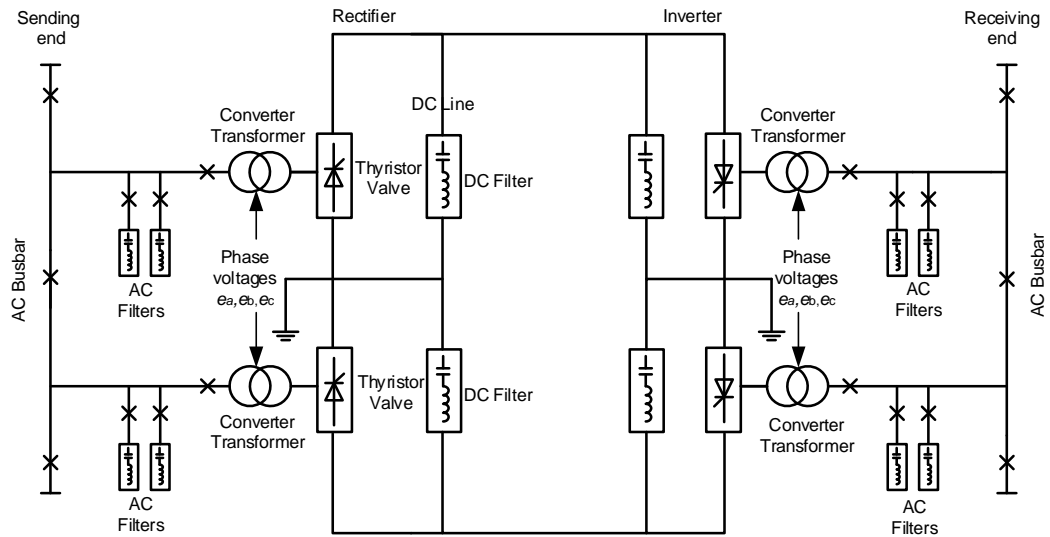 Sending
end
Rectifier
Inverter
Receiving
end
DC Line
Converter
Transformer
Thyristor
Valve
DC Filter
Converter
Transformer
AC Busbar
AC
Filters
Phase
voltages
ea,eb,ec
Phase
voltages
ea,eb,ec
AC
Filters
AC Busbar
Thyristor
Valve
DC Filter
Converter
Transformer
Converter
Transformer
AC
Filters
AC
Filters